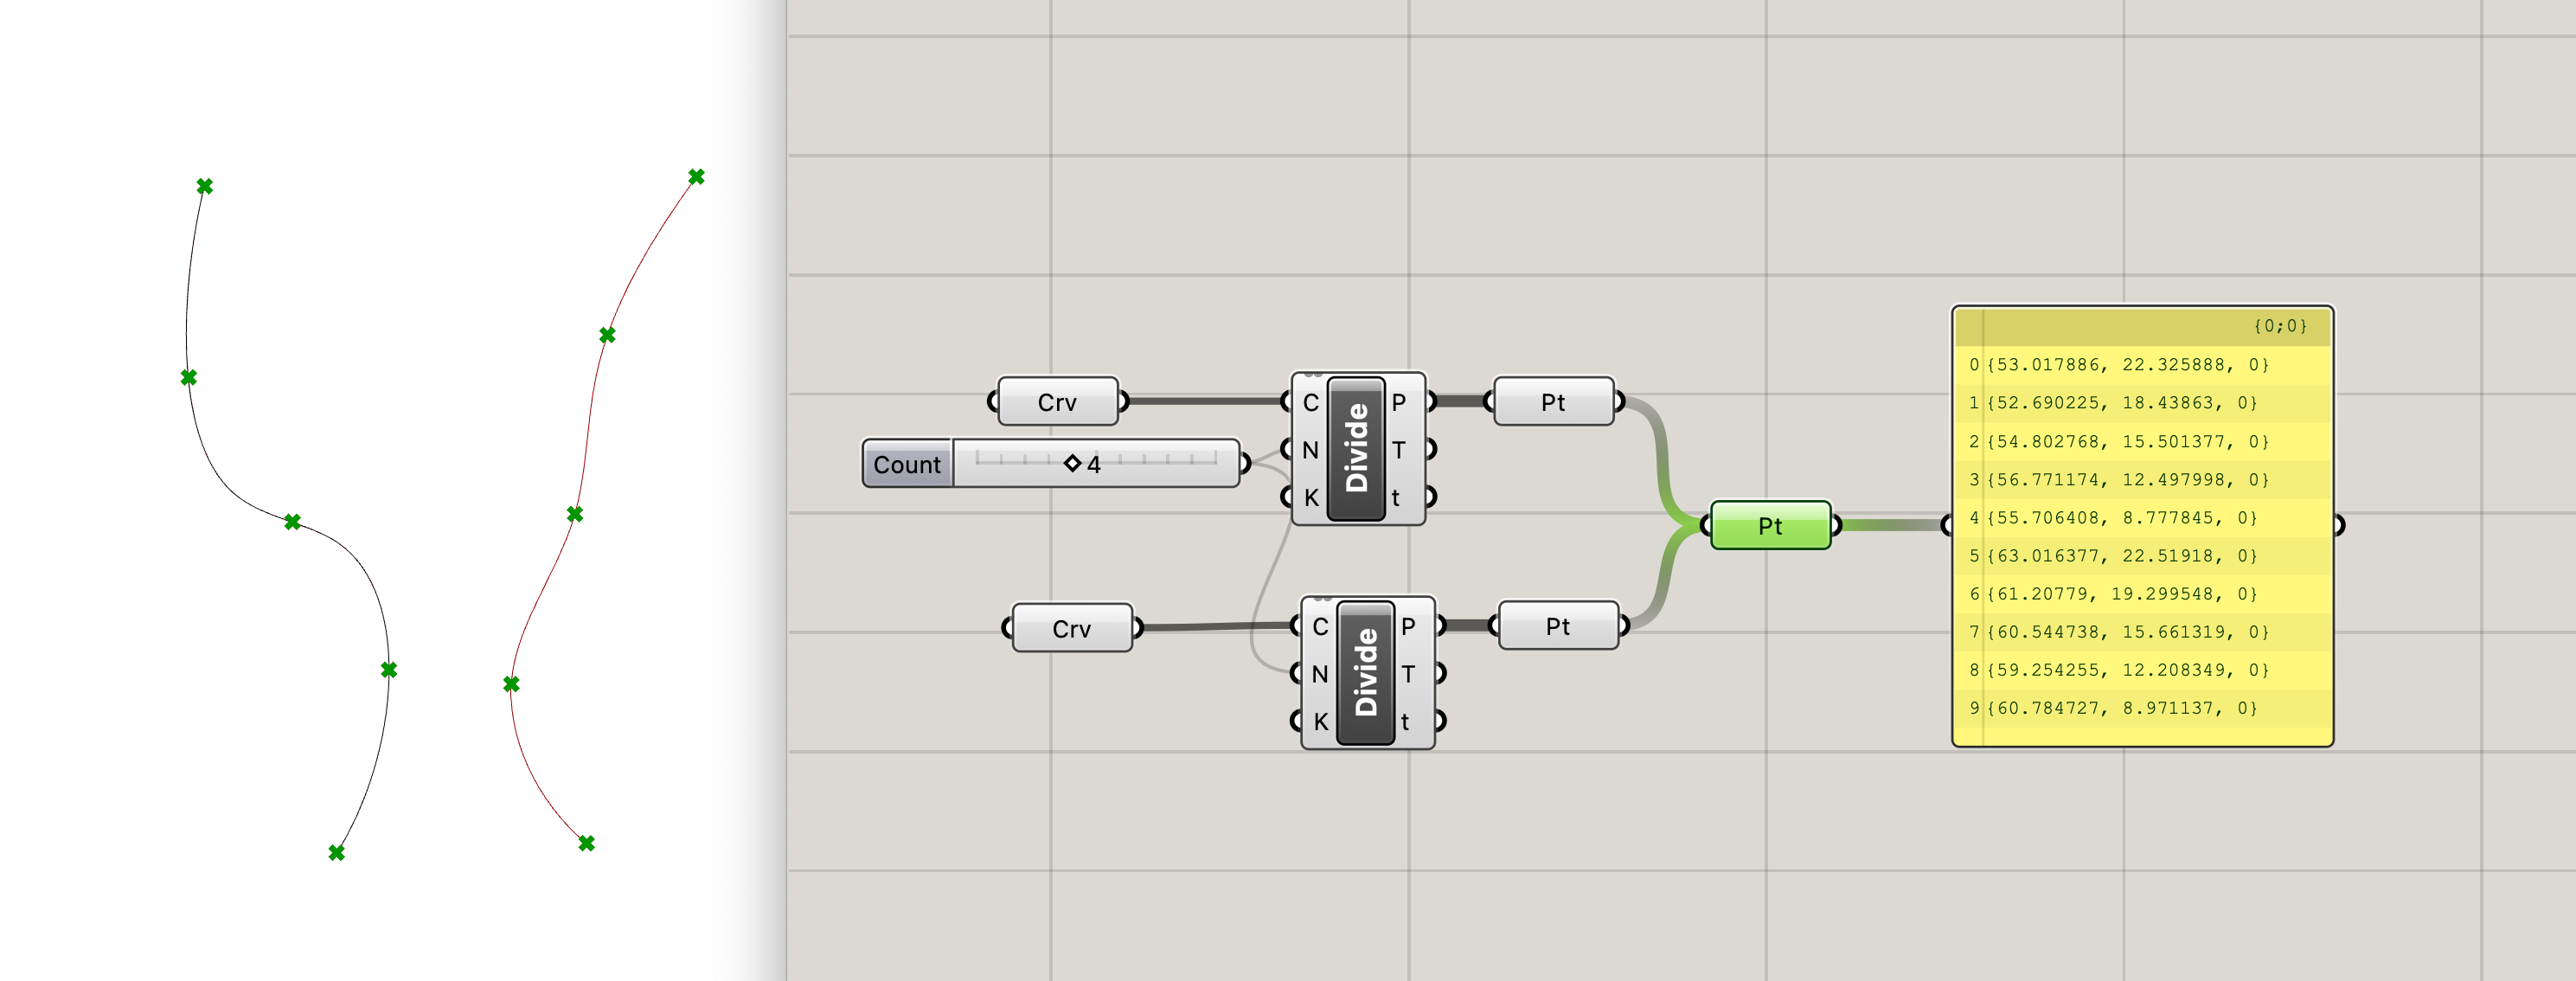 Crv
Count 4
C P
N T
K t
Divide
Pt
Crv
C P
N T
K t
Divide
Pt
Pt
{0;0}
0 {53.017886, 22.325888, 0}
1 {52.690225, 18.43863, 0}
2 {54.802768, 15.501377, 0}
3 {56.771174, 12.497998, 0}
4 {55.706408, 8.777845, 0}
5 {63.016377, 22.51918, 0}
6 {61.20779, 19.299548, 0}
7 {60.544738, 15.661319, 0}
8 {59.254255, 12.208349, 0}
9 {60.784727, 8.971137, 0}